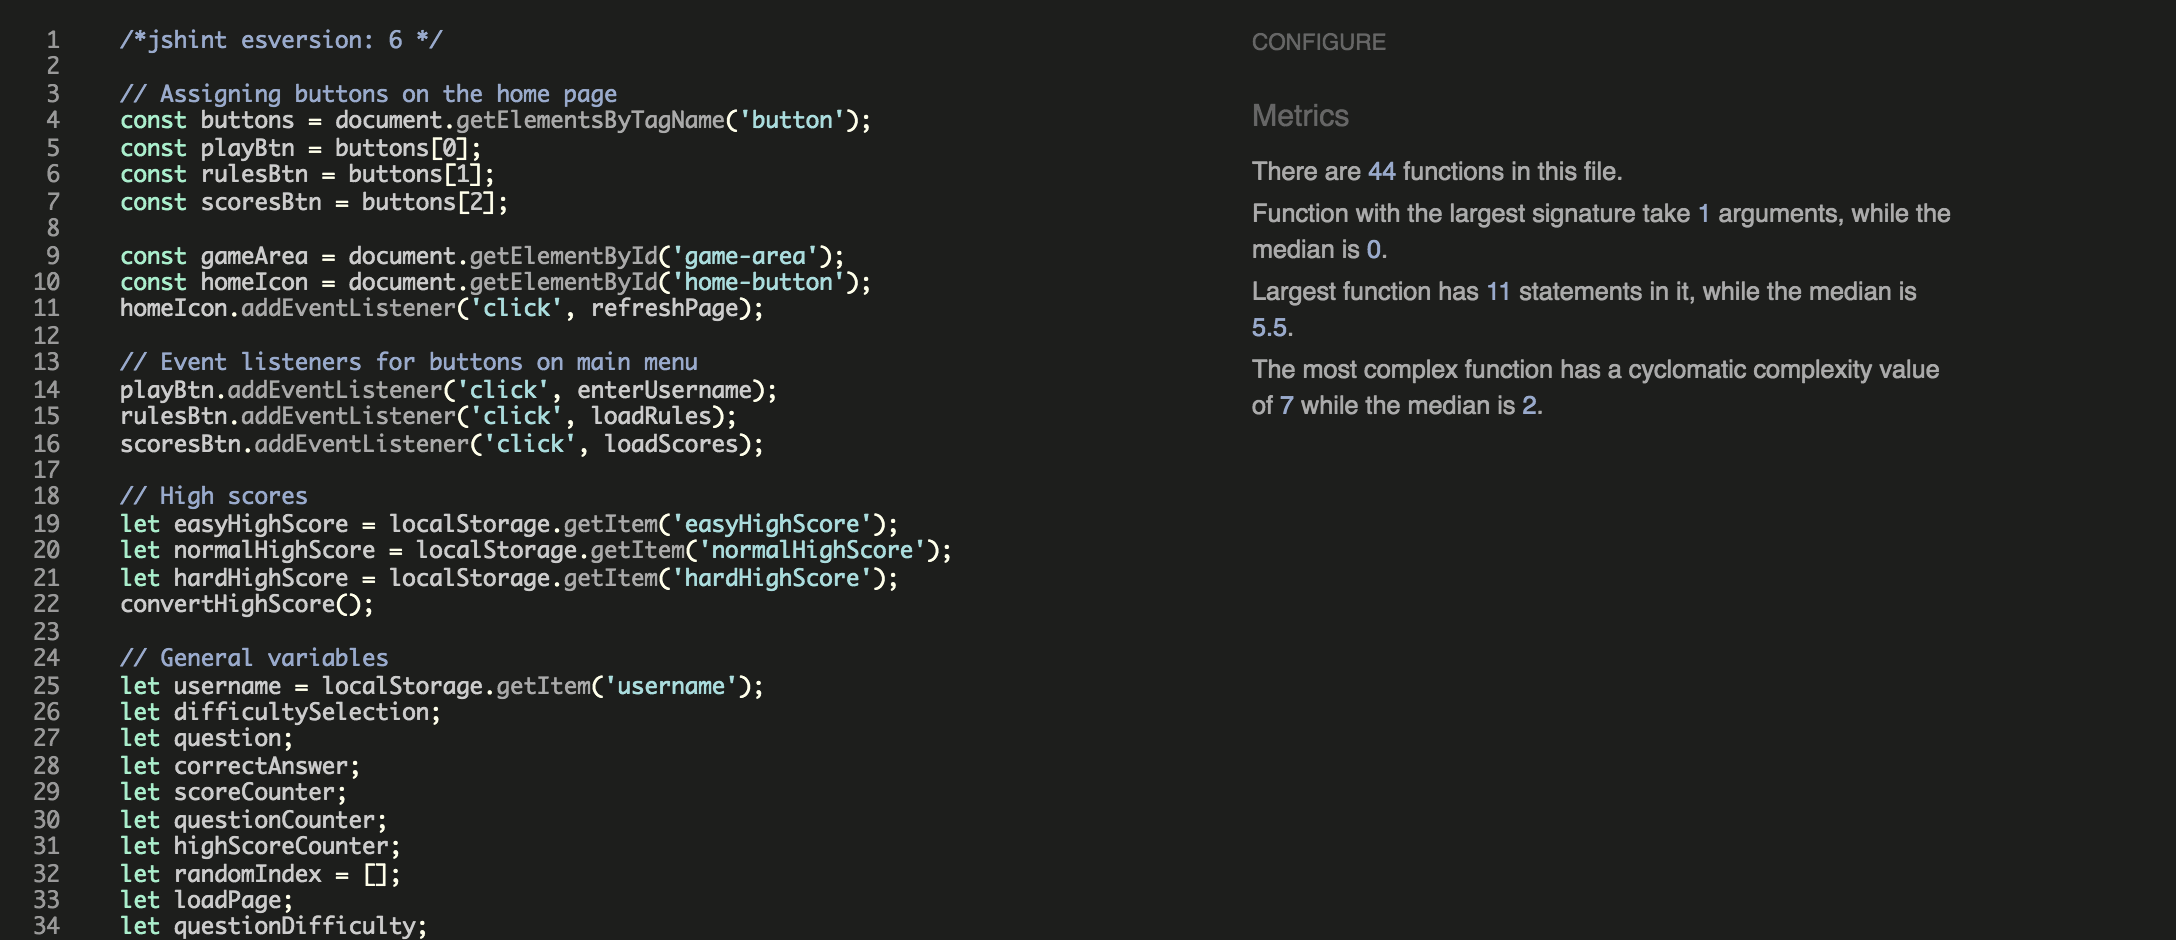 1 /*jshint esversion: 6 */
2
3 // Assigning buttons on the home page
4 const buttons = document.getElementsByTagName('button');
5 const playBtn = buttons[0];
6 const rulesBtn = buttons[1];
7 const scoresBtn = buttons[2];
8
9 const gameArea = document.getElementById('game-area');
10 const homeIcon = document.getElementById('home-button');
11 homeIcon.addEventListener('click', refreshPage);
12
13 // Event listeners for buttons on main menu
14 playBtn.addEventListener('click', enterUsername);
15 rulesBtn.addEventListener('click', loadRules);
16 scoresBtn.addEventListener('click', loadScores);
17
18 // High scores
19 let easyHighScore = localStorage.getItem('easyHighScore');
20 let normalHighScore = localStorage.getItem('normalHighScore');
21 let hardHighScore = localStorage.getItem('hardHighScore');
22 convertHighScore();
23
24 // General variables
25 let username = localStorage.getItem('username');
26 let difficultySelection;
27 let question;
28 let correctAnswer;
29 let scoreCounter;
30 let questionCounter;
31 let highScoreCounter;
32 let randomIndex = [];
33 let loadPage;
34 let questionDifficulty;
CONFIGURE
Metrics
There are 44 functions in this file.
Function with the largest signature take 1 arguments, while the
median is 0.
Largest function has 11 statements in it, while the median is
5.5.
The most complex function has a cyclomatic complexity value
of 7 while the median is 2.